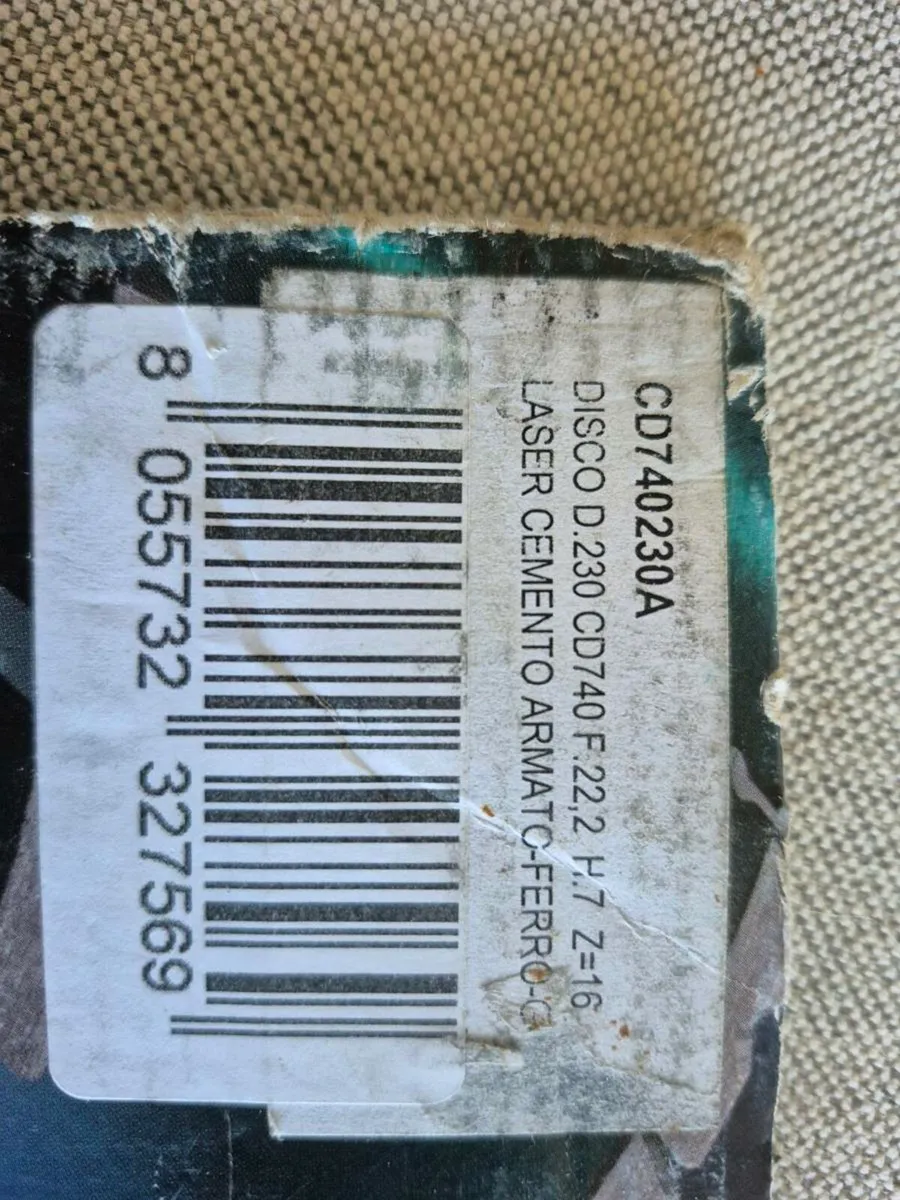 CD740230A
DISCO D.230 CD740 F.22,2 H.7 Z=16
LASER CEMENTO ARMATO-FERRO-G
8 055732 327569